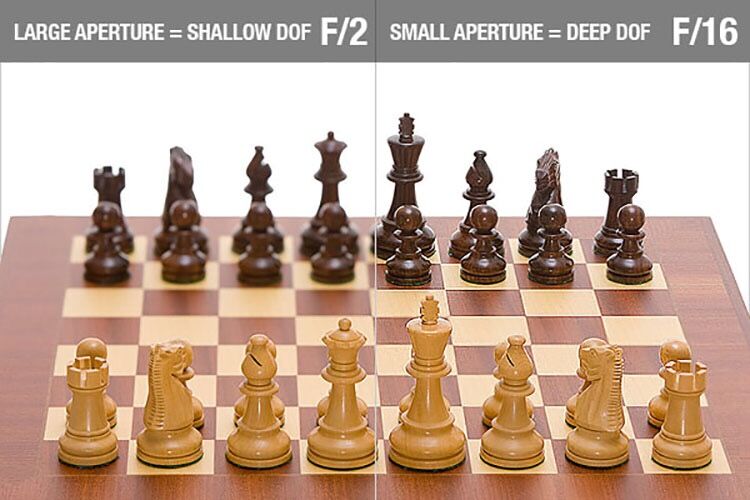 LARGE APERTURE = SHALLOW DOF F/2
SMALL APERTURE = DEEP DOF F/16